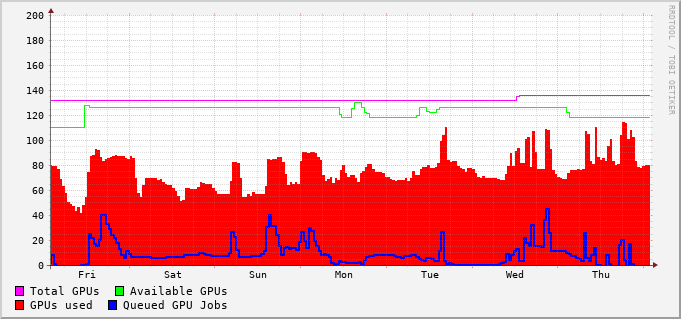 200
180
160
140
120
100
80
60
40
20
0
Fri Sat Sun Mon Tue Wed Thu
Total GPUs Available GPUs
GPUs used Queued GPU Jobs
RRDTOOL / TOBI OETIKER